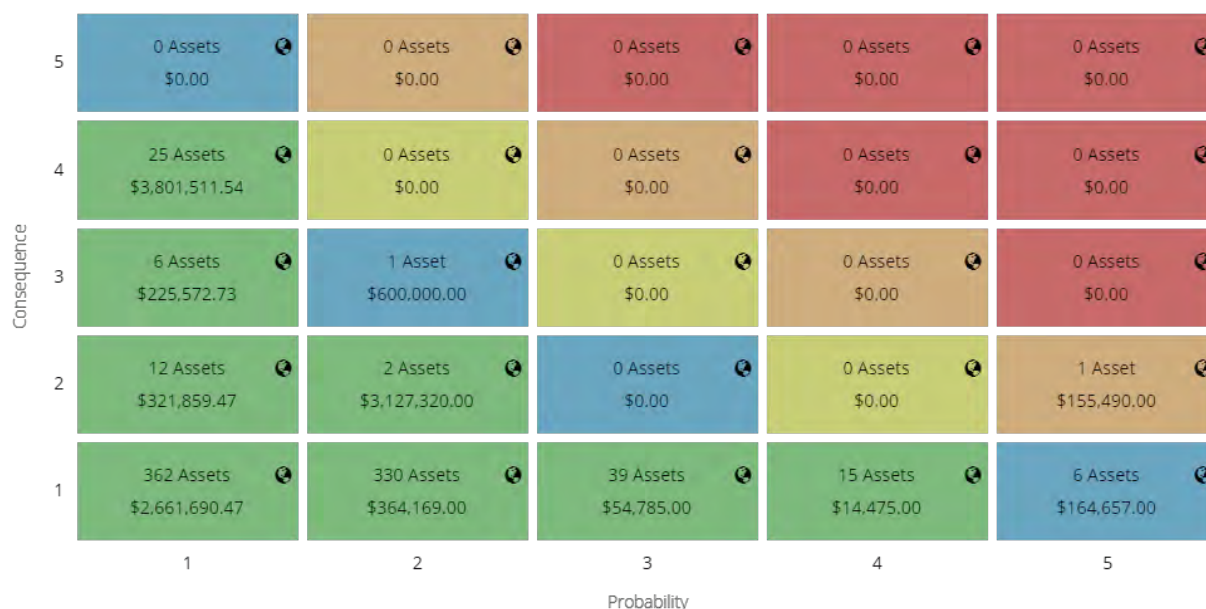 0 Assets 0 Assets 0 Assets 0 Assets 0 Assets
5
$0.00 $0.00 $0.00 $0.00 $0.00
25 Assets 0 Assets 0 Assets 0 Assets 0 Assets
4
$3,801,511.54 $0.00 $0.00 $0.00 $0.00
Consequence
6 Assets 1 Asset 0 Assets 0 Assets 0 Assets
3
$225,572.73 $600,000.00 $0.00 $0.00 $0.00
12 Assets 2 Assets 0 Assets 0 Assets 1 Asset
2
$321,859.47 $3,127,320.00 $0.00 $0.00 $155,490.00
362 Assets 330 Assets 39 Assets 15 Assets 6 Assets
1
$2,661,690.47 $364,169.00 $54,785.00 $14,475.00 $164,657.00
1 2 3 4 5
Probability